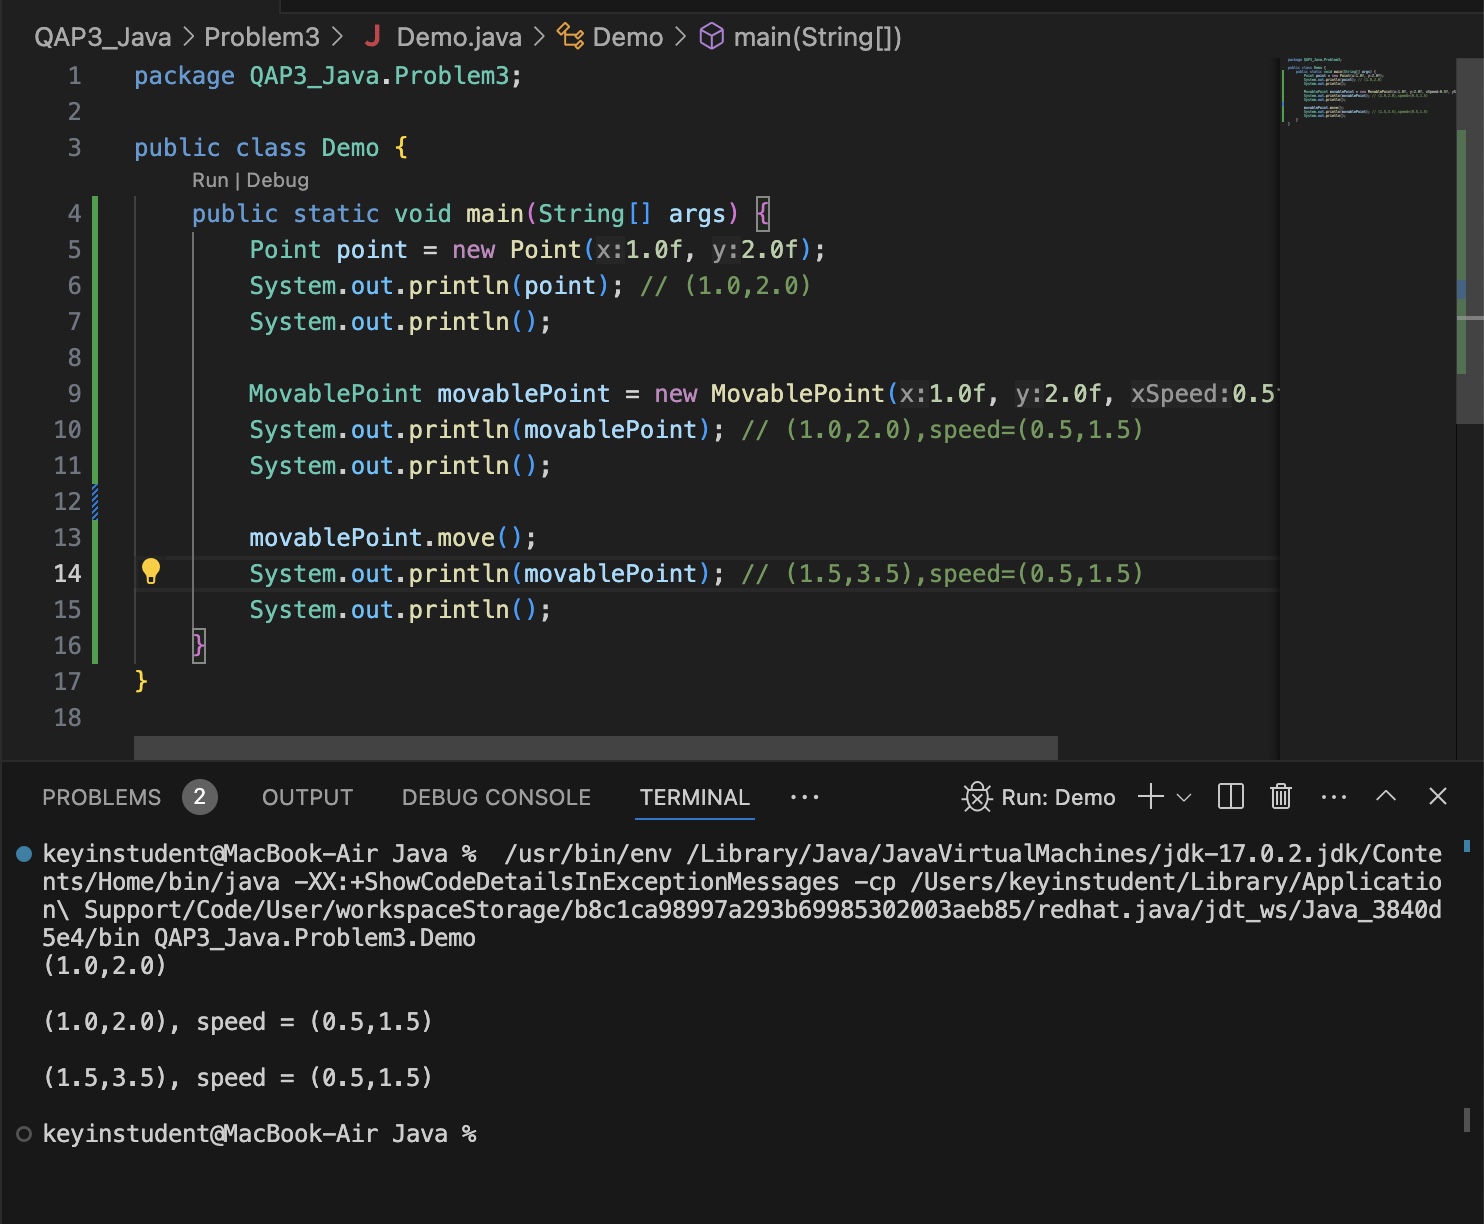 QAP3_Java > Problem3 > J Demo.java > Demo > main(String[])
1 package QAP3_Java.Problem3;
2
3 public class Demo {
Run | Debug
4 public static void main(String[] args) {
5 Point point = new Point(x:1.0f, y:2.0f);
6 System.out.println(point); // (1.0,2.0)
7 System.out.println();
8
9 MovablePoint movablePoint = new MovablePoint(x:1.0f, y:2.0f, xSpeed:0.5f
10 System.out.println(movablePoint); // (1.0,2.0),speed=(0.5,1.5)
11 System.out.println();
12
13 movablePoint.move();
14 System.out.println(movablePoint); // (1.5,3.5),speed=(0.5,1.5)
15 System.out.println();
16 }
17 }
18
PROBLEMS 2 OUTPUT DEBUG CONSOLE TERMINAL ··· Run: Demo
keyinstudent@MacBook-Air Java % /usr/bin/env /Library/Java/JavaVirtualMachines/jdk-17.0.2.jdk/Conte
nts/Home/bin/java -XX:+ShowCodeDetailsInExceptionMessages -cp /Users/keyinstudent/Library/Applicatio
n\ Support/Code/User/workspaceStorage/b8c1ca98997a293b69985302003aeb85/redhat.java/jdt_ws/Java_3840d
5e4/bin QAP3_Java.Problem3.Demo
(1.0,2.0)
(1.0,2.0), speed = (0.5,1.5)
(1.5,3.5), speed = (0.5,1.5)
keyinstudent@MacBook-Air Java %